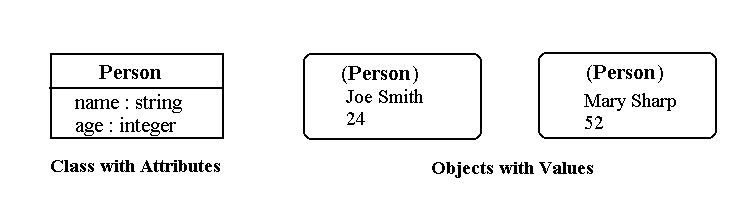 Person
name : string
age : integer
Class with Attributes
(Person)
Joe Smith
24
(Person)
Mary Sharp
52
Objects with Values